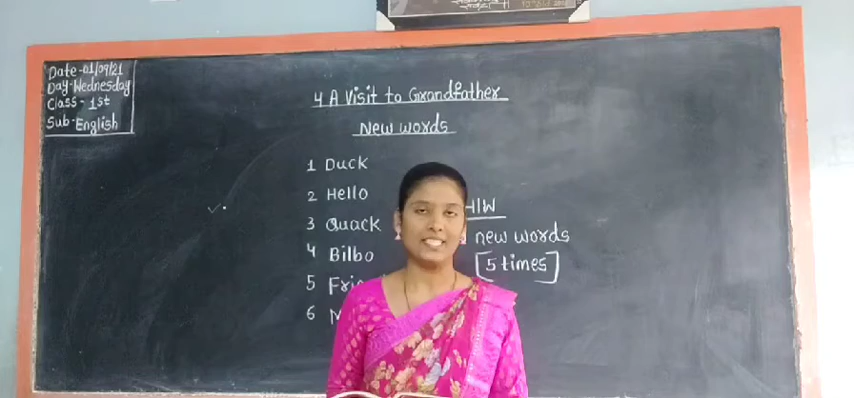 Date-01/09/21
Day-Wednesday
Class- 1st
Sub-English
4 A Visit to Grandfather
New words
1 Duck
2 Hello
3 Quack
4 Bilbo
5
6
H/W
new words
[5 times]